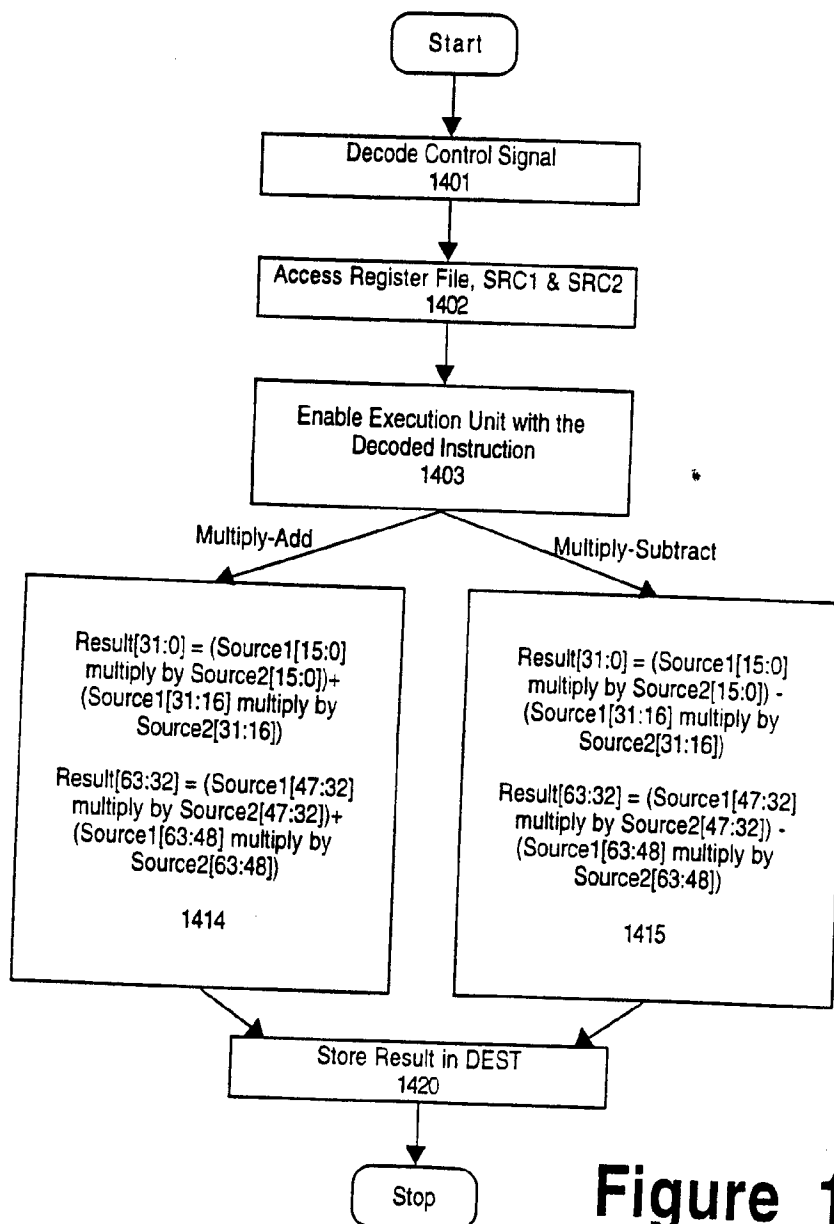 Start
Decode Control Signal
1401
Access Register File, SRC1 & SRC2
1402
Enable Execution Unit with the
Decoded Instruction
1403
Multiply-Add
Multiply-Subtract
Result[31:0] = (Source1[15:0]
multiply by Source2[15:0])+
(Source1[31:16] multiply by
Source2[31:16])
Result[63:32] = (Source1[47:32]
multiply by Source2[47:32])+
(Source1[63:48] multiply by
Source2[63:48])
1414
Result[31:0] = (Source1[15:0]
multiply by Source2[15:0]) -
(Source1[31:16] multiply by
Source2[31:16])
Result[63:32] = (Source1[47:32]
multiply by Source2[47:32]) -
(Source1[63:48] multiply by
Source2[63:48])
1415
Store Result in DEST
1420
Stop
Figure